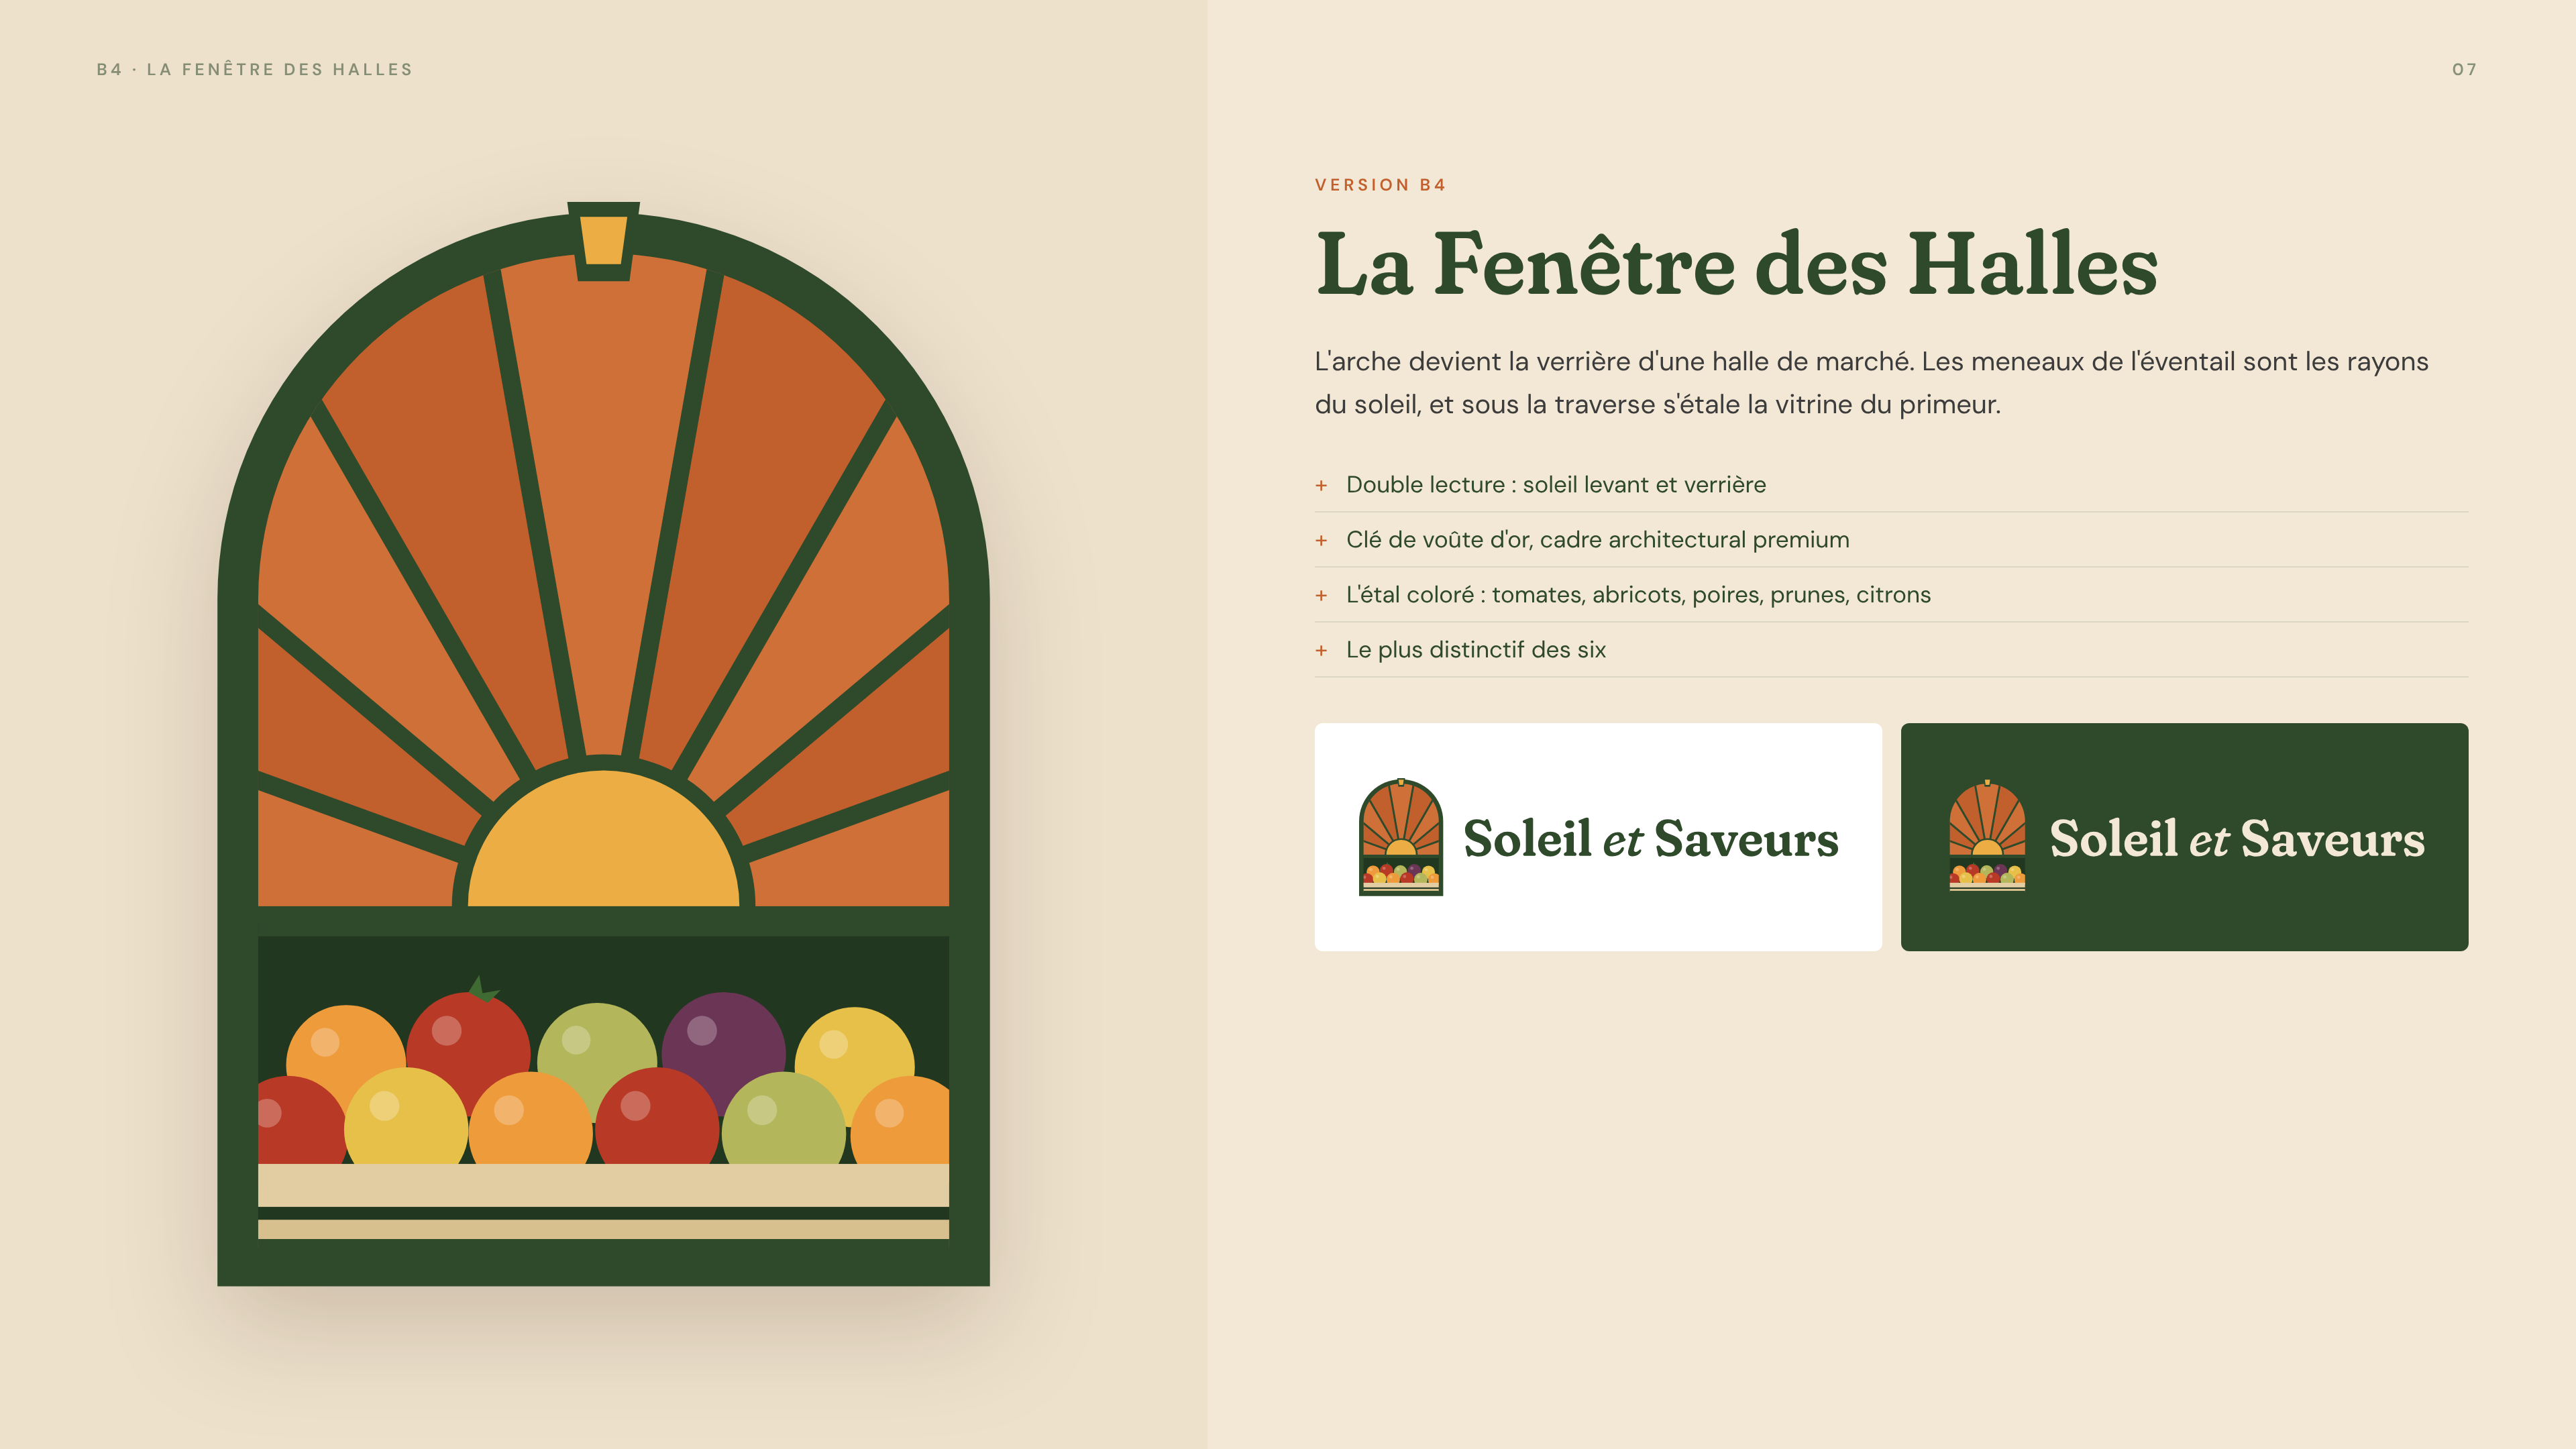 B4 · LA FENÊTRE DES HALLES
07
VERSION B4
La Fenêtre des Halles
L'arche devient la verrière d'une halle de marché. Les meneaux de l'éventail sont les rayons
du soleil, et sous la traverse s'étale la vitrine du primeur.
+ Double lecture : soleil levant et verrière
+ Clé de voûte d'or, cadre architectural premium
+ L'étal coloré : tomates, abricots, poires, prunes, citrons
+ Le plus distinctif des six
Soleil et Saveurs
Soleil et Saveurs